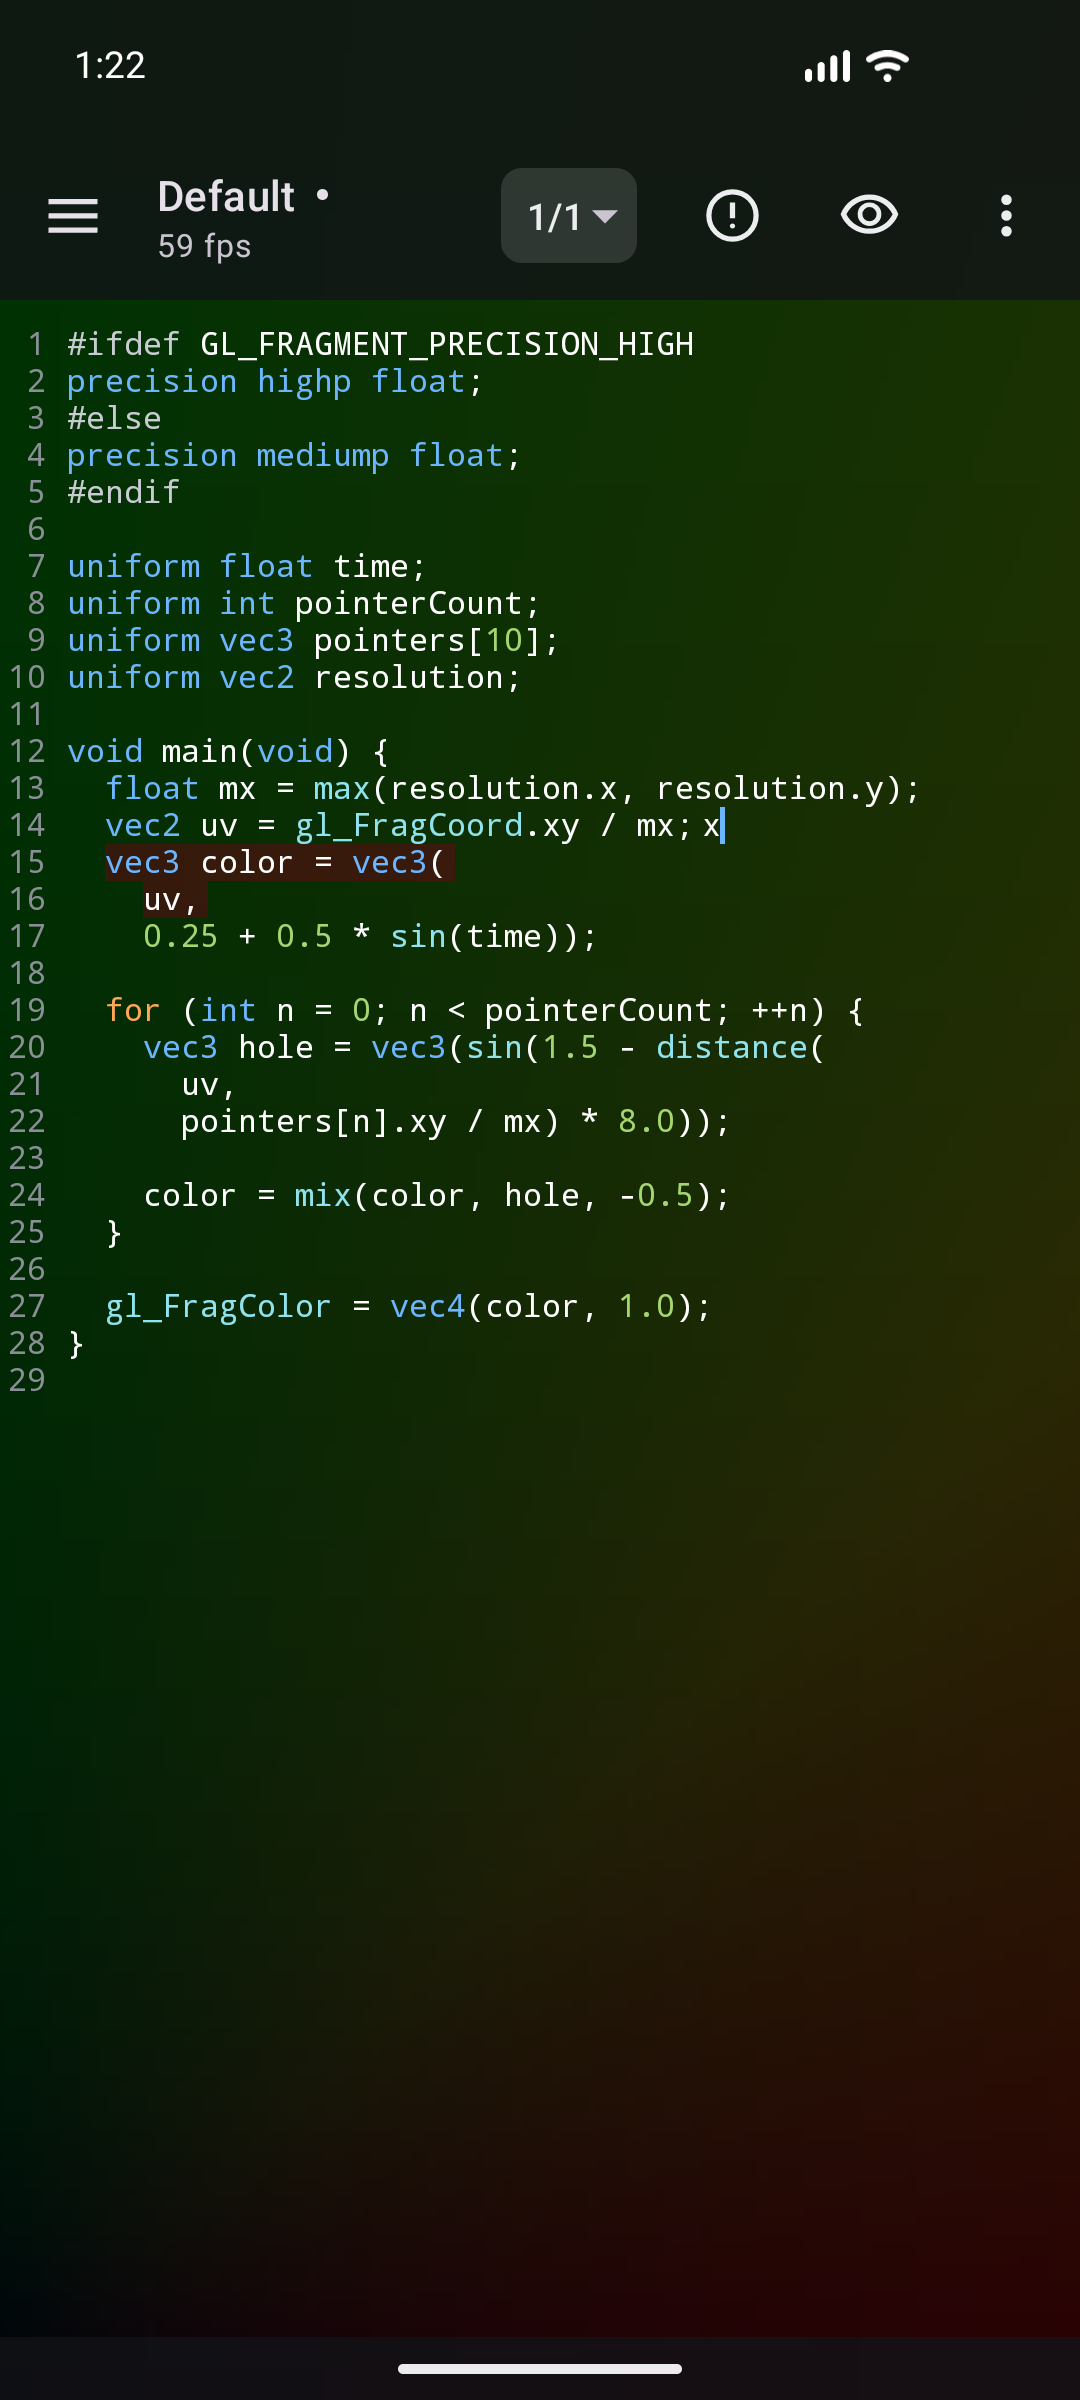 1:22
Default •
59 fps
1/1
1 #ifdef GL_FRAGMENT_PRECISION_HIGH
2 precision highp float;
3 #else
4 precision mediump float;
5 #endif
6
7 uniform float time;
8 uniform int pointerCount;
9 uniform vec3 pointers[10];
10 uniform vec2 resolution;
11
12 void main(void) {
13   float mx = max(resolution.x, resolution.y);
14   vec2 uv = gl_FragCoord.xy / mx; x
15   vec3 color = vec3(
16     uv,
17     0.25 + 0.5 * sin(time));
18
19   for (int n = 0; n < pointerCount; ++n) {
20     vec3 hole = vec3(sin(1.5 - distance(
21       uv,
22       pointers[n].xy / mx) * 8.0));
23
24     color = mix(color, hole, -0.5);
25   }
26
27   gl_FragColor = vec4(color, 1.0);
28 }
29